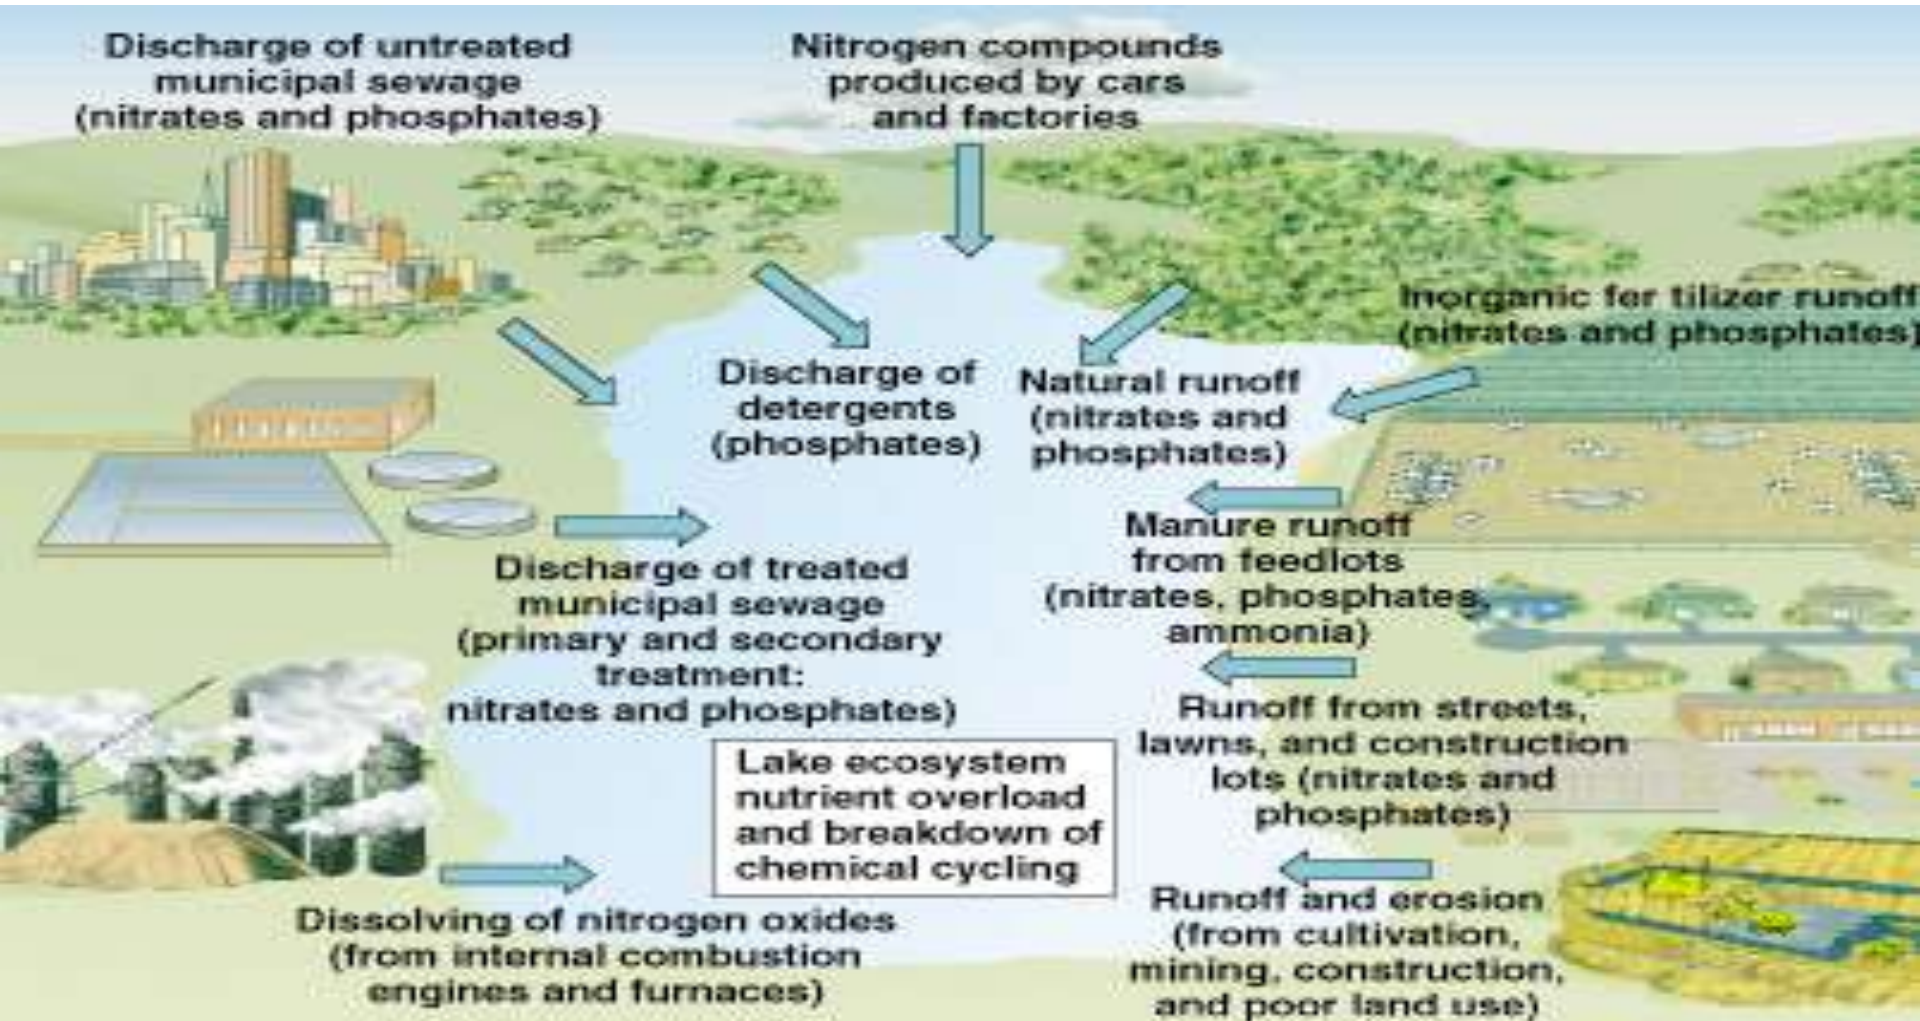 Discharge of untreated
municipal sewage
(nitrates and phosphates)
Nitrogen compounds
produced by cars
and factories
Inorganic fer tilizer runoff
(nitrates and phosphates)
Discharge of
detergents
(phosphates)
Natural runoff
(nitrates and
phosphates)
Manure runoff
from feedlots
(nitrates, phosphates,
ammonia)
Discharge of treated
municipal sewage
(primary and secondary
treatment:
nitrates and phosphates)
Runoff from streets,
lawns, and construction
lots (nitrates and
phosphates)
Lake ecosystem
nutrient overload
and breakdown of
chemical cycling
Dissolving of nitrogen oxides
(from internal combustion
engines and furnaces)
Runoff and erosion
(from cultivation,
mining, construction,
and poor land use)